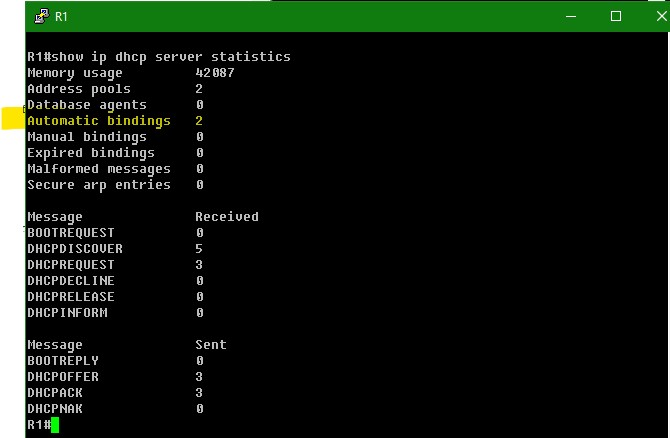 R1
R1#show ip dhcp server statistics
Memory usage 42087
Address pools 2
Database agents 0
Automatic bindings 2
Manual bindings 0
Expired bindings 0
Malformed messages 0
Secure arp entries 0
Message Received
BOOTREQUEST 0
DHCPDISCOVER 5
DHCPREQUEST 3
DHCPDECLINE 0
DHCPRELEASE 0
DHCPINFORM 0
Message Sent
BOOTREPLY 0
DHCPOFFER 3
DHCPACK 3
DHCPNAK 0
R1#